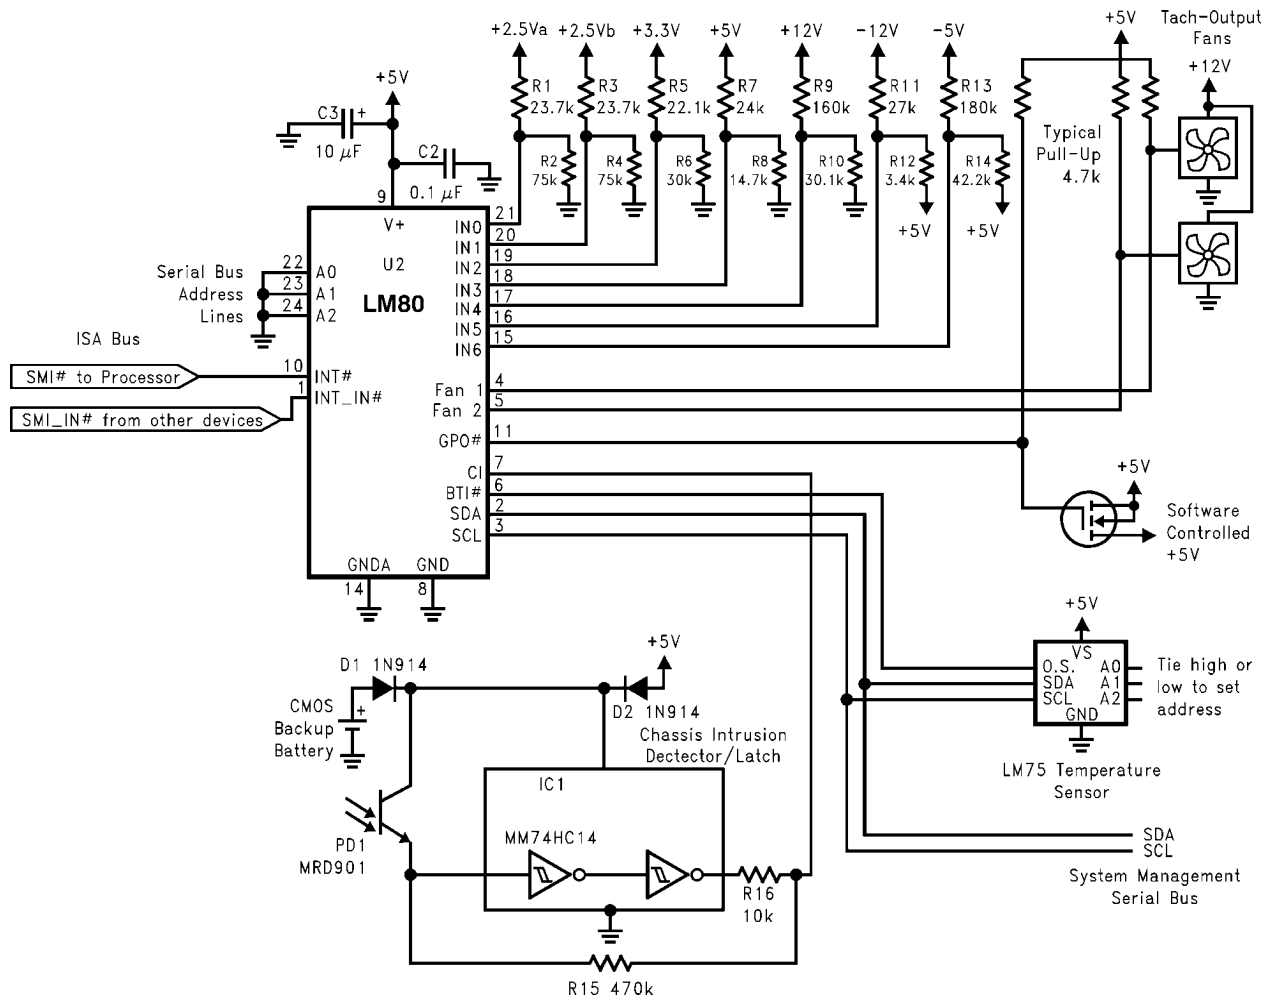 +2.5Va +2.5Vb +3.3V +5V +12V -12V -5V +5V Tach-Output
Fans
+12V
+5V
R1 R3 R5 R7 R9 R11 R13
23.7k 23.7k 22.1k 24k 160k 27k 180k
C3 +
10 μF
C2
0.1 μF
R2 R4 R6 R8 R10 R12 R14
75k 75k 30k 14.7k 30.1k 3.4k 42.2k
+5V +5V
Typical
Pull-Up
4.7k
9
V+
U2
LM80
21 IN0
20 IN1
19 IN2
18 IN3
17 IN4
16 IN5
15 IN6
Serial Bus
Address
Lines
22 A0
23 A1
24 A2
ISA Bus
SMI# to Processor
10 INT#
1 INT_IN#
SMI_IN# from other devices
Fan 1 4
Fan 2 5
GPO# 11
CI 7
BTI# 6
SDA 2
SCL 3
GNDA GND
14 8
+5V
Software
Controlled
+5V
+5V
VS
O.S. A0
SDA A1
SCL A2
GND
Tie high or
low to set
address
LM75 Temperature
Sensor
D1 1N914
+5V
D2 1N914
CMOS +
Backup
Battery
Chassis Intrusion
Dectector/Latch
IC1
MM74HC14
PD1
MRD901
R16
10k
R15 470k
SDA
SCL
System Management
Serial Bus